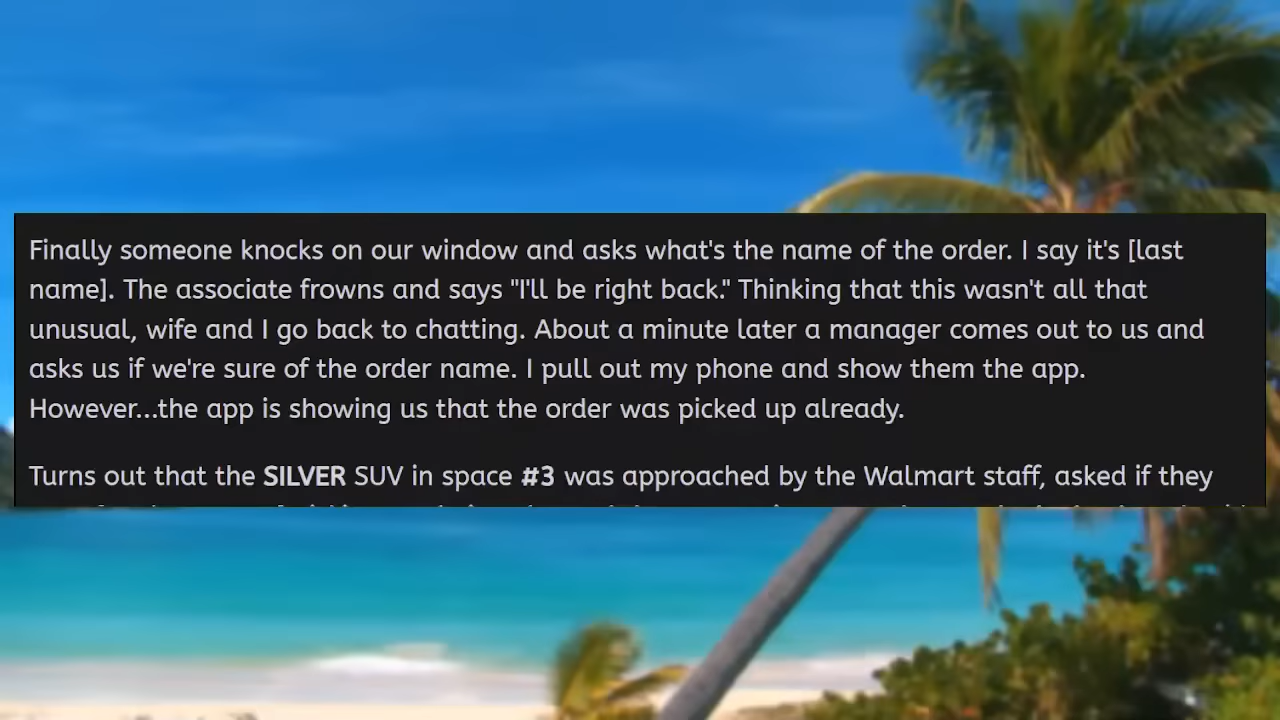 Finally someone knocks on our window and asks what's the name of the order. I say it's [last
name]. The associate frowns and says "I'll be right back." Thinking that this wasn't all that
unusual, wife and I go back to chatting. About a minute later a manager comes out to us and
asks us if we're sure of the order name. I pull out my phone and show them the app.
However...the app is showing us that the order was picked up already.
Turns out that the SILVER SUV in space #3 was approached by the Walmart staff, asked if they